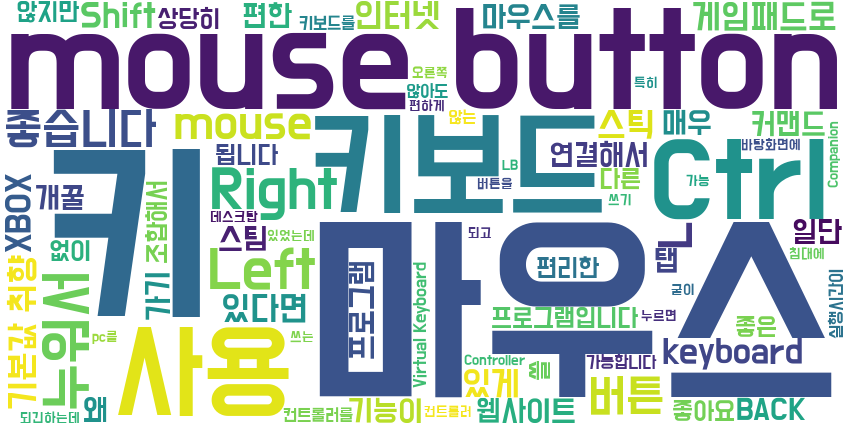 않지만 Shift 상당히 편한 키보드를 인터넷 마우스를 게임패드로
mouse button
오른쪽 특히
않아도
편하게
좋습니다 mouse 키보드 않는 스틱 매우 커맨드
키 됩니다 연결해서 Ctrl 바탕화면에
Companion
LB
XBOX 개꿀 조합해서 Right 버튼을 다른 가능
데스크탑 쓰기
없이 스팀 있었는데 마우스 되고 탭 일단
누워서 가기 Left 프로그램 편리한 침대에
기본값 취향 있다면 Virtual Keyboard 굳이 실행시간이
사용 프로그램입니다 누르면 좋은
pc를 쓰는 keyboard
Controller 가능합니다
있게 버튼
되긴하는데 왜 컨트롤러를 기능이 컨트롤러 웹사이트 좋아요 BACK